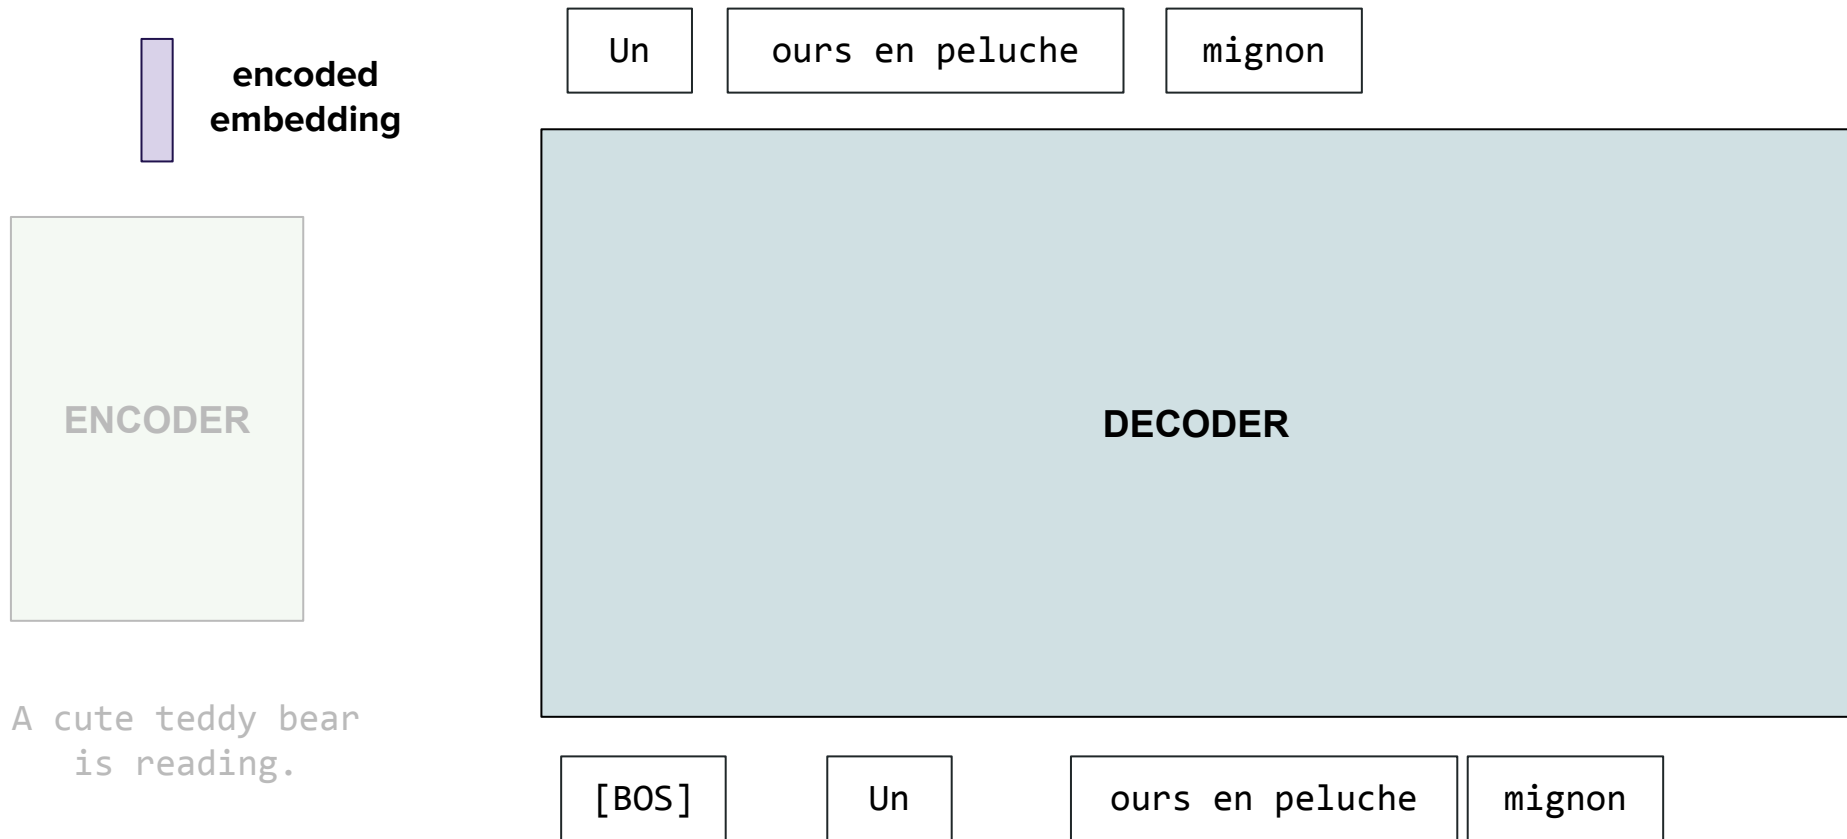 encoded
embedding
Un
ours en peluche
mignon
ENCODER
DECODER
A cute teddy bear
is reading.
[BOS]
Un
ours en peluche
mignon